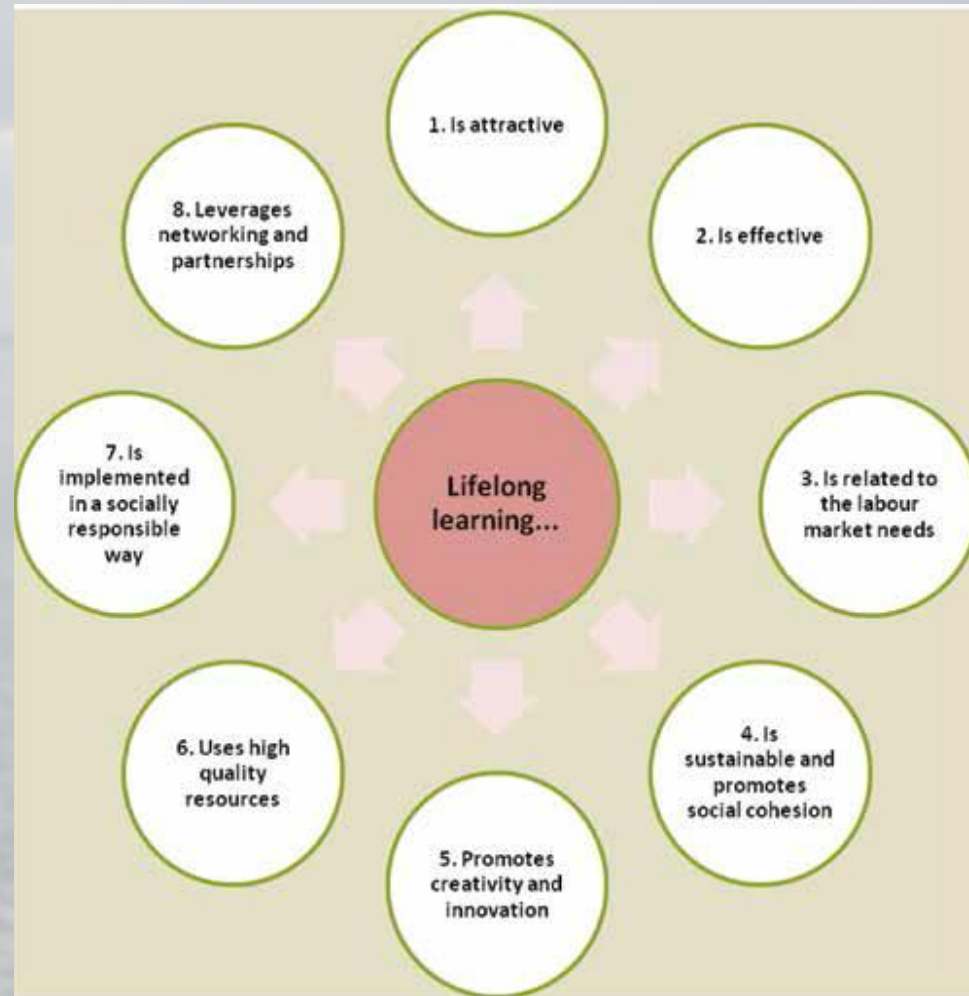 1. Is attractive
2. Is effective
3. Is related to
the labour
market needs
4. Is
sustainable and
promotes
social cohesion
5. Promotes
creativity and
innovation
6. Uses high
quality
resources
7. Is
implemented
in a socially
responsible
way
8. Leverages
networking and
partnerships
Lifelong
learning...